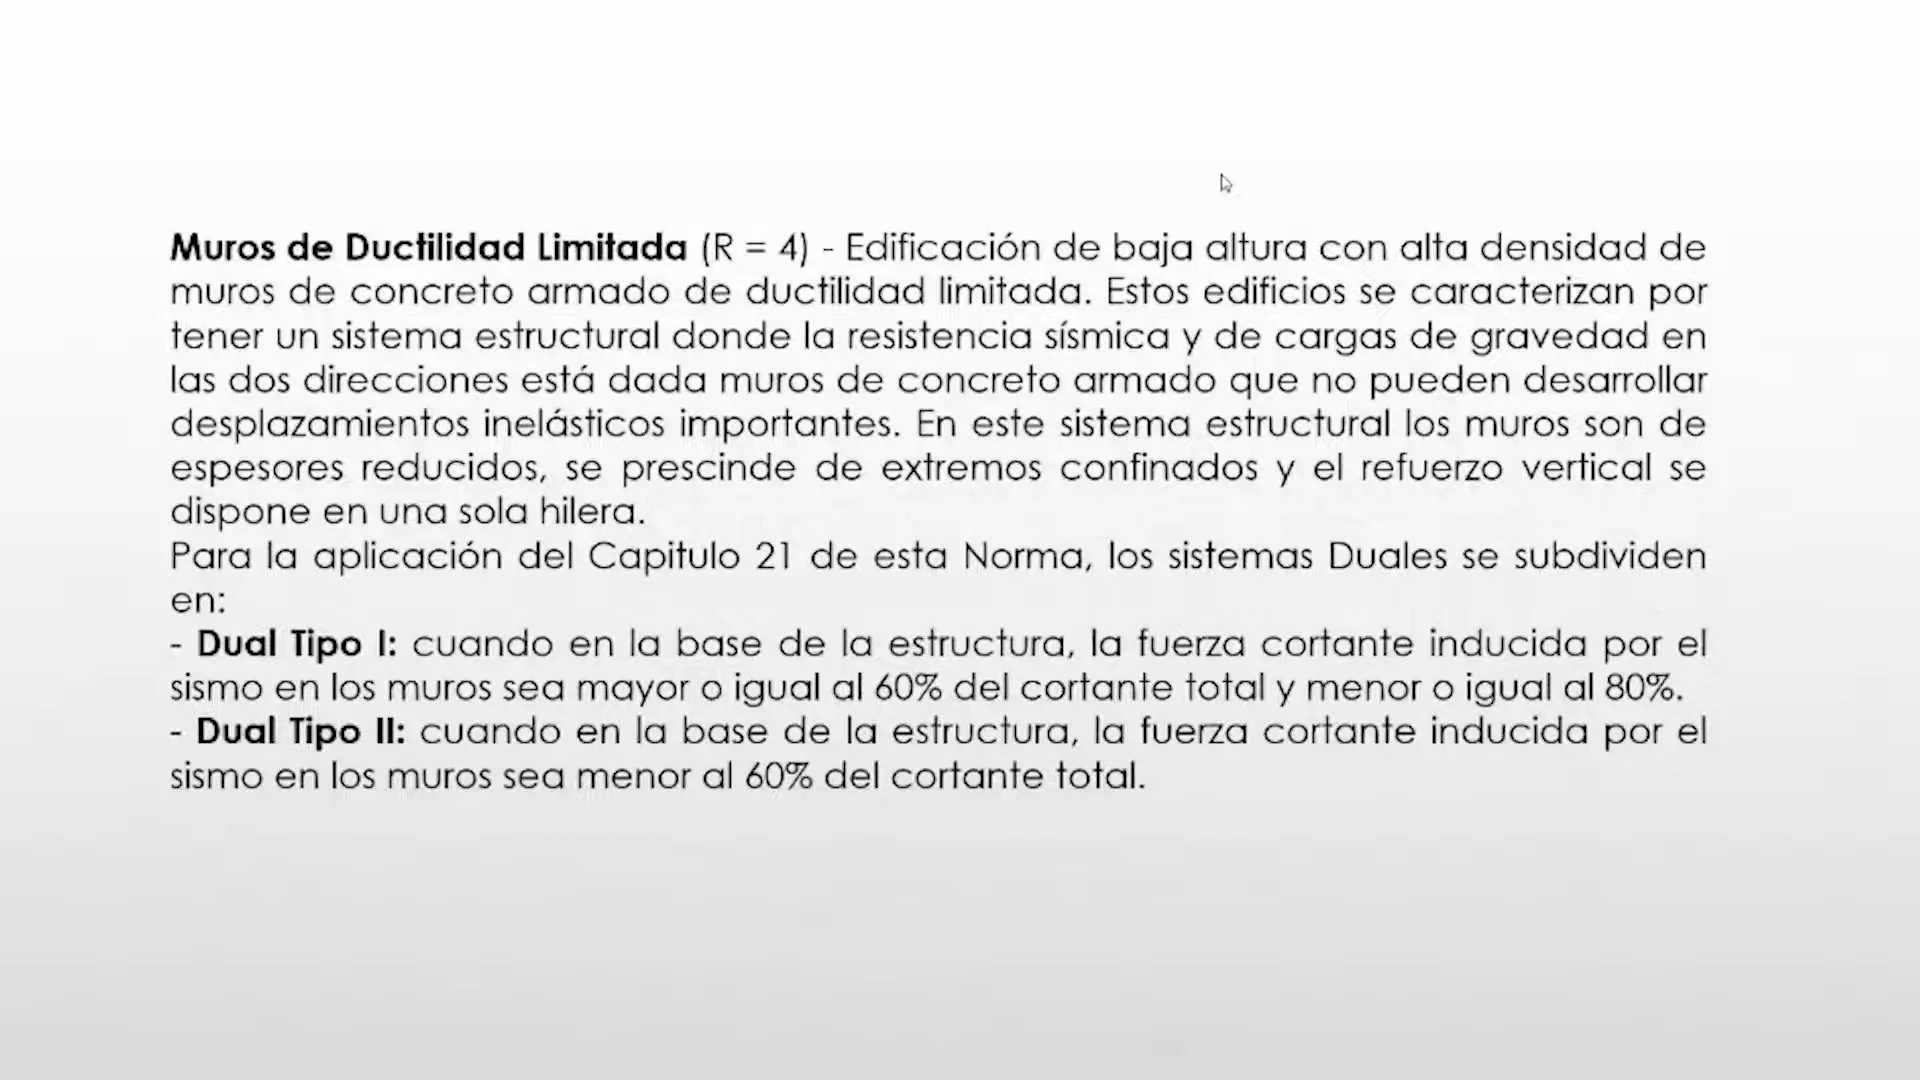 Muros de Ductilidad Limitada (R = 4) - Edificación de baja altura con alta densidad de
muros de concreto armado de ductilidad limitada. Estos edificios se caracterizan por
tener un sistema estructural donde la resistencia sísmica y de cargas de gravedad en
las dos direcciones está dada muros de concreto armado que no pueden desarrollar
desplazamientos inelásticos importantes. En este sistema estructural los muros son de
espesores reducidos, se prescinde de extremos confinados y el refuerzo vertical se
dispone en una sola hilera.
Para la aplicación del Capitulo 21 de esta Norma, los sistemas Duales se subdividen
en:
- Dual Tipo I: cuando en la base de la estructura, la fuerza cortante inducida por el
sismo en los muros sea mayor o igual al 60% del cortante total y menor o igual al 80%.
- Dual Tipo II: cuando en la base de la estructura, la fuerza cortante inducida por el
sismo en los muros sea menor al 60% del cortante total.